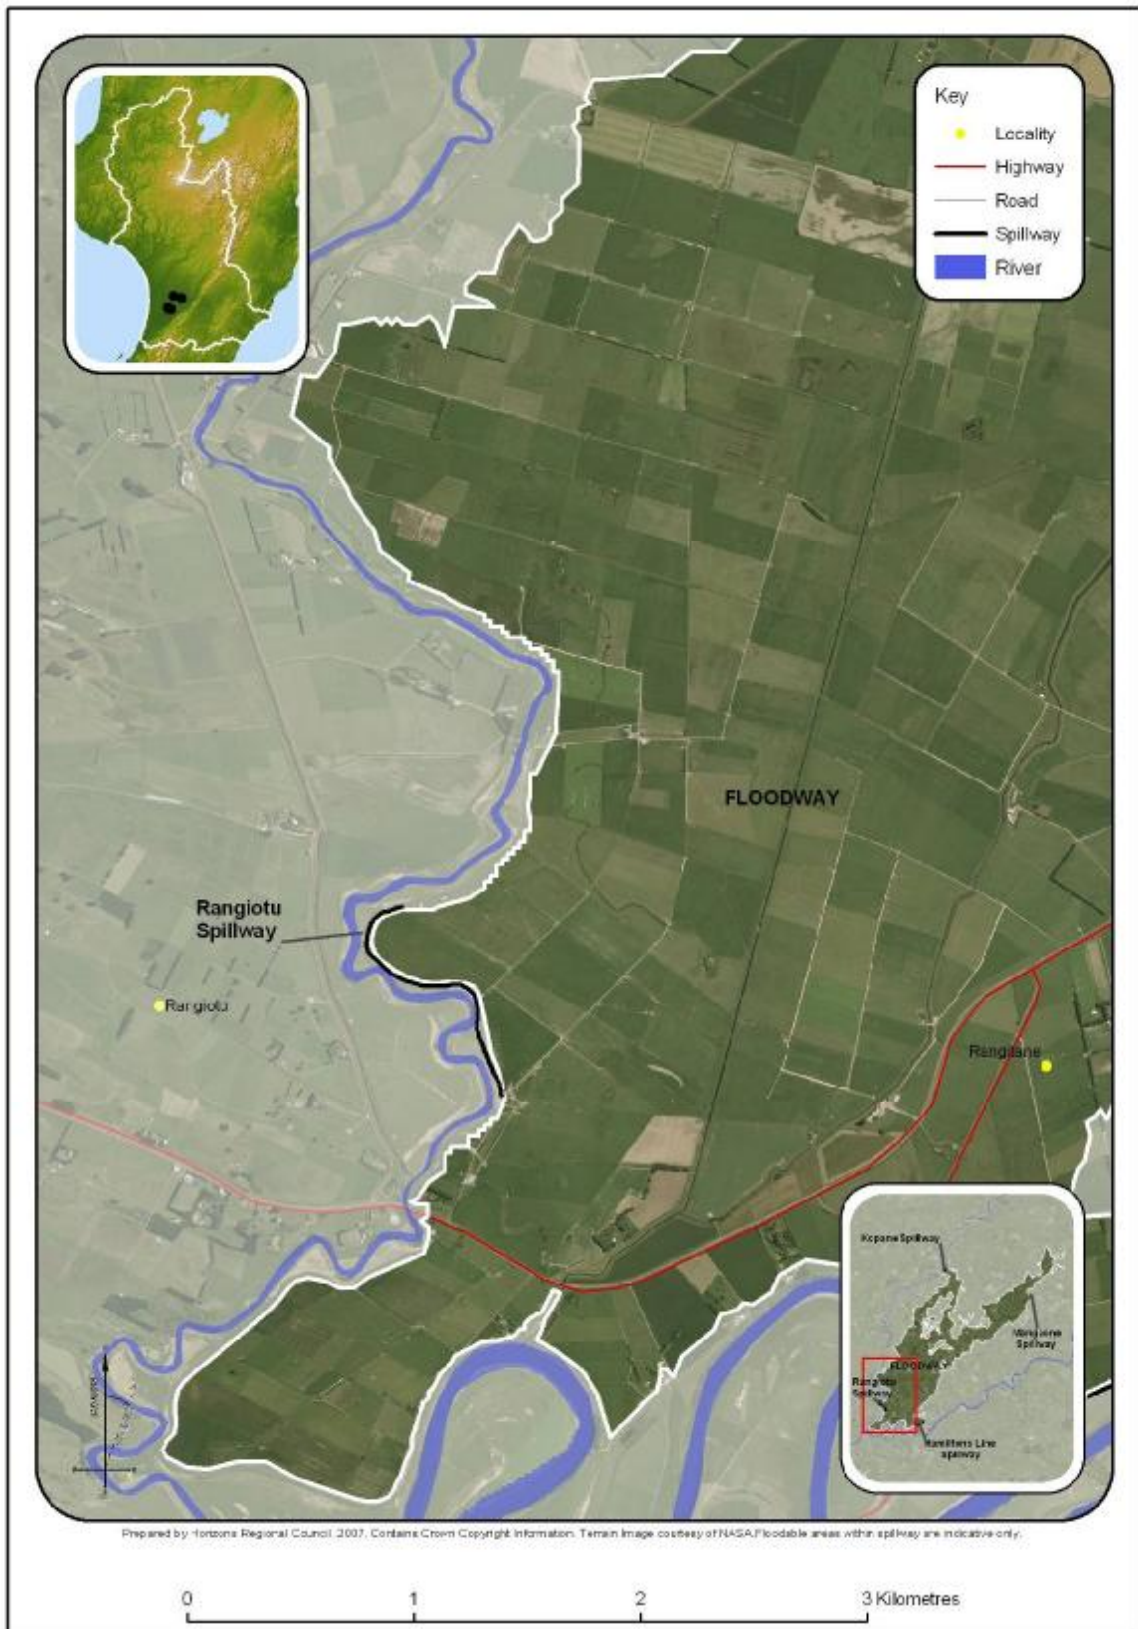 Key
Locality
Highway
Road
Spillway
River
FLOODWAY
Rangiotu
Spillway
Rangiotu
Rangitane
Kopane Spillway
Mangaone
Spillway
FLOODWAY
Rangiotu
Spillway
Hamiltons Line
spillway
Prepared by Horizons Regional Council 2007. Contains Crown Copyright Information. Terrain Image courtesy of NASA.Floodable areas within spillway are indicative only.
0 1 2 3 Kilometres